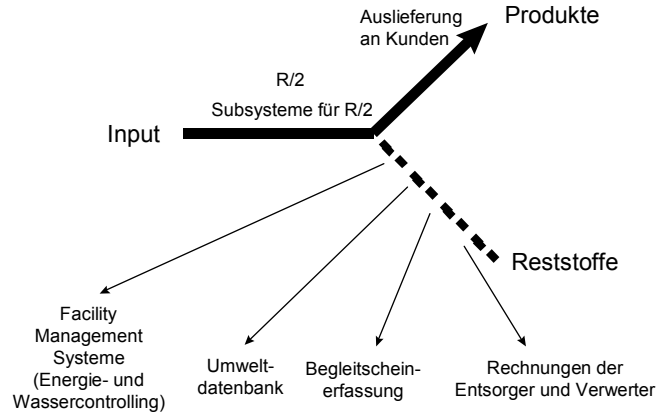 Auslieferung
an Kunden
Produkte
R/2
Subsysteme für R/2
Input
Reststoffe
Facility
Management
Systeme
(Energie- und
Wassercontrolling)
Umwelt-
datenbank
Begleitschein-
erfassung
Rechnungen der
Entsorger und Verwerter